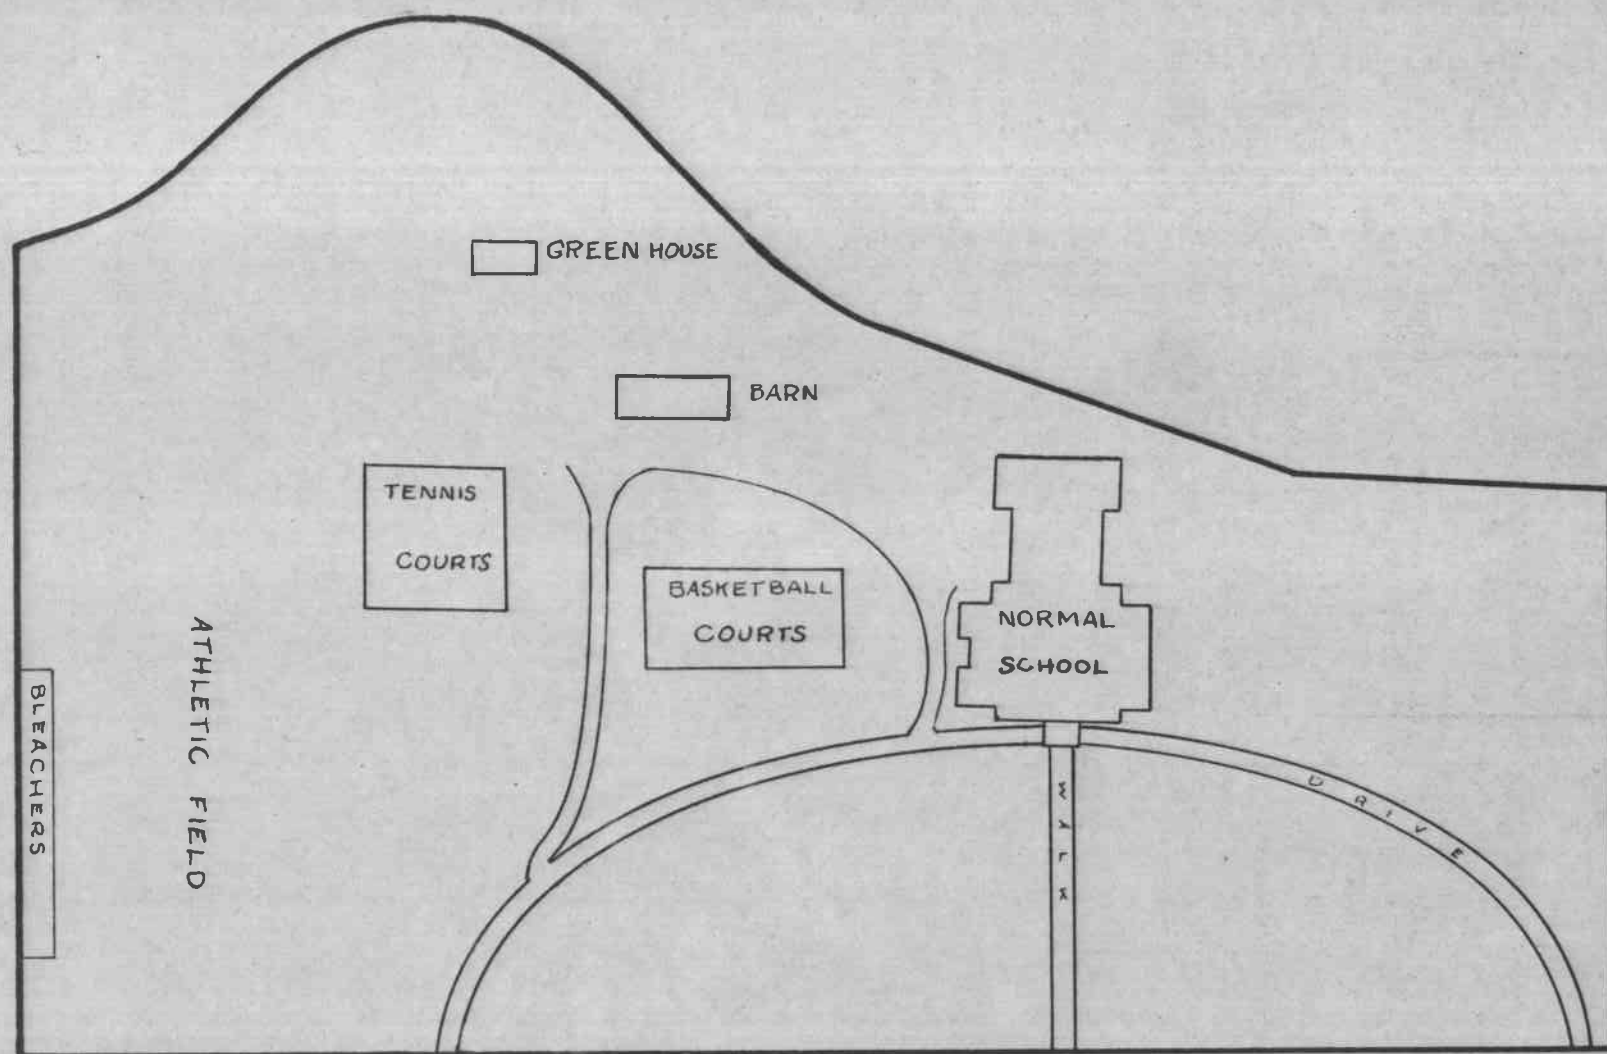 GREEN HOUSE
BARN
TENNIS
COURTS
BASKETBALL
COURTS
NORMAL
SCHOOL
ATHLETIC FIELD
BLEACHERS
WALK
DRIVE